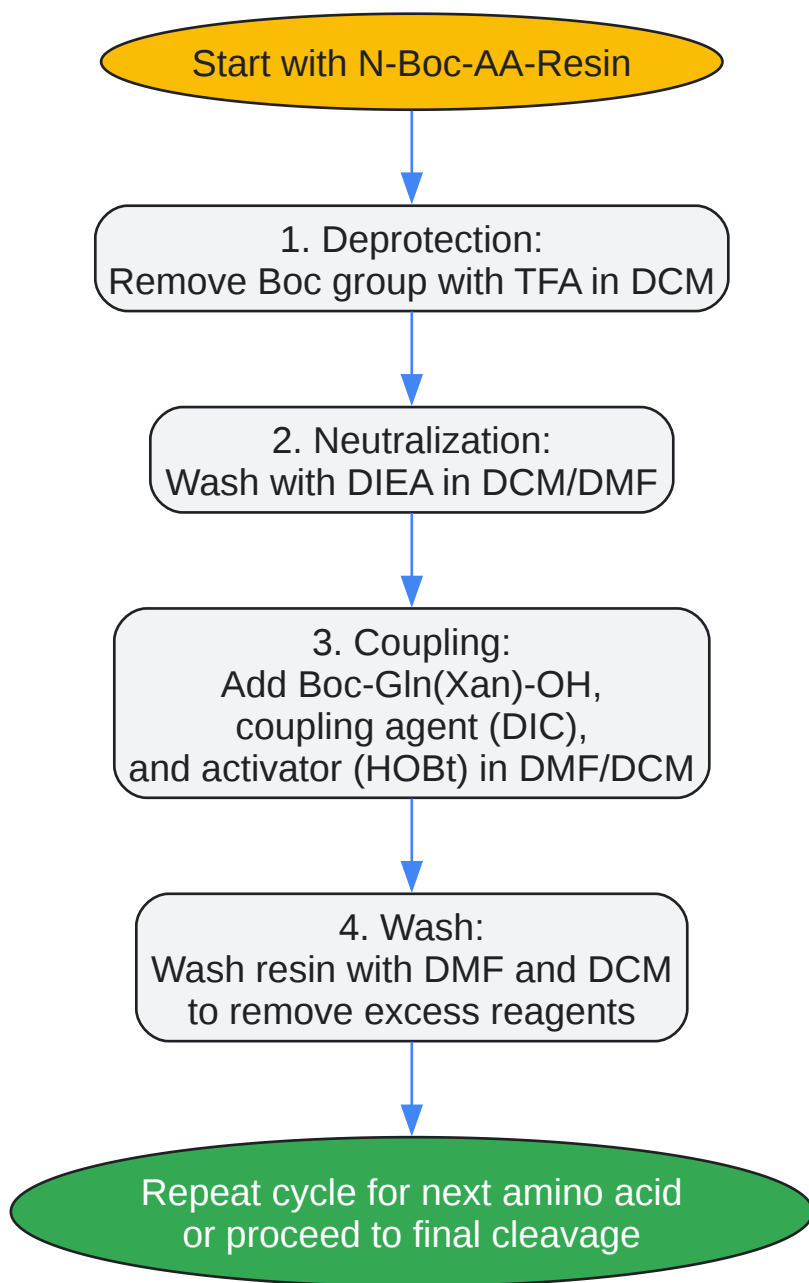 Start with N-Boc-AA-Resin
1. Deprotection:
Remove Boc group with TFA in DCM
2. Neutralization:
Wash with DIEA in DCM/DMF
3. Coupling:
Add Boc-Gln(Xan)-OH,
coupling agent (DIC),
and activator (HOBt) in DMF/DCM
4. Wash:
Wash resin with DMF and DCM
to remove excess reagents
Repeat cycle for next amino acid
or proceed to final cleavage